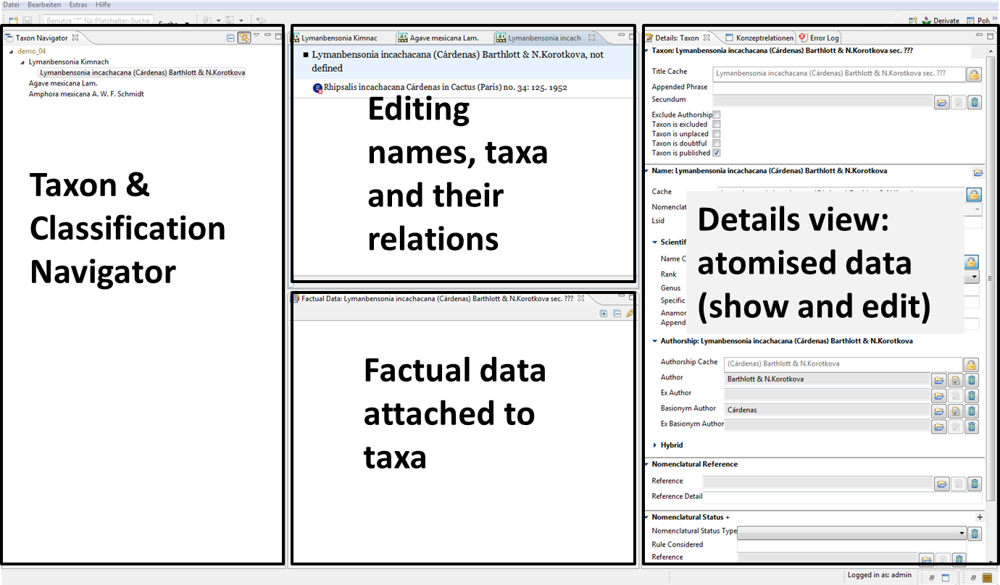 Datei Bearbeiten Extras Hilfe
Benutze "*" für Platzhalter-Suche Suche
Derivate
Taxon Navigator
demo_04
Lymanbensonia Kimnach
Lymanbensonia incachacana (Cárdenas) Barthlott & N.Korotkova
Agave mexicana Lam.
Amphora mexicana A. W. F. Schmidt
Taxon &
Classification
Navigator
Lymanbensonia Kimnac
Agave mexicana Lam.
Lymanbensonia incach
Lymanbensonia incachacana (Cárdenas) Barthlott & N.Korotkova, not
defined
Rhipsalis incachacana Cárdenas in Cactus (Paris) no. 34: 125. 1952
Editing
names, taxa
and their
relations
Factual Data: Lymanbensonia incachacana (Cárdenas) Barthlott & N.Korotkova sec. ???
Factual data
attached to
taxa
Details: Taxon
Konzeptrelationen
Error Log
Taxon: Lymanbensonia incachacana (Cárdenas) Barthlott & N.Korotkova sec. ???
Title Cache Lymanbensonia incachacana (Cárdenas) Barthlott & N.Korotkova sec. ???
Appended Phrase
Secundum
Exclude Authorship
Taxon is excluded
Taxon is unplaced
Taxon is doubtful
Taxon is published
Name: Lymanbensonia incachacana (Cárdenas) Barthlott & N.Korotkova
Cache
Nomenclat
Lsid
Scientif
Name C
Rank
Genus
Specific
Anamor
Append
Details view:
atomised data
(show and edit)
Authorship: Lymanbensonia incachacana (Cárdenas) Barthlott & N.Korotkova
Authorship Cache (Cárdenas) Barthlott & N.Korotkova
Author Barthlott & N.Korotkova
Ex Author
Basionym Author Cárdenas
Ex Basionym Author
Hybrid
Nomenclatural Reference
Reference
Reference Detail
Nomenclatural Status +
Nomenclatural Status Type
Rule Considered
Reference
Logged in as: admin